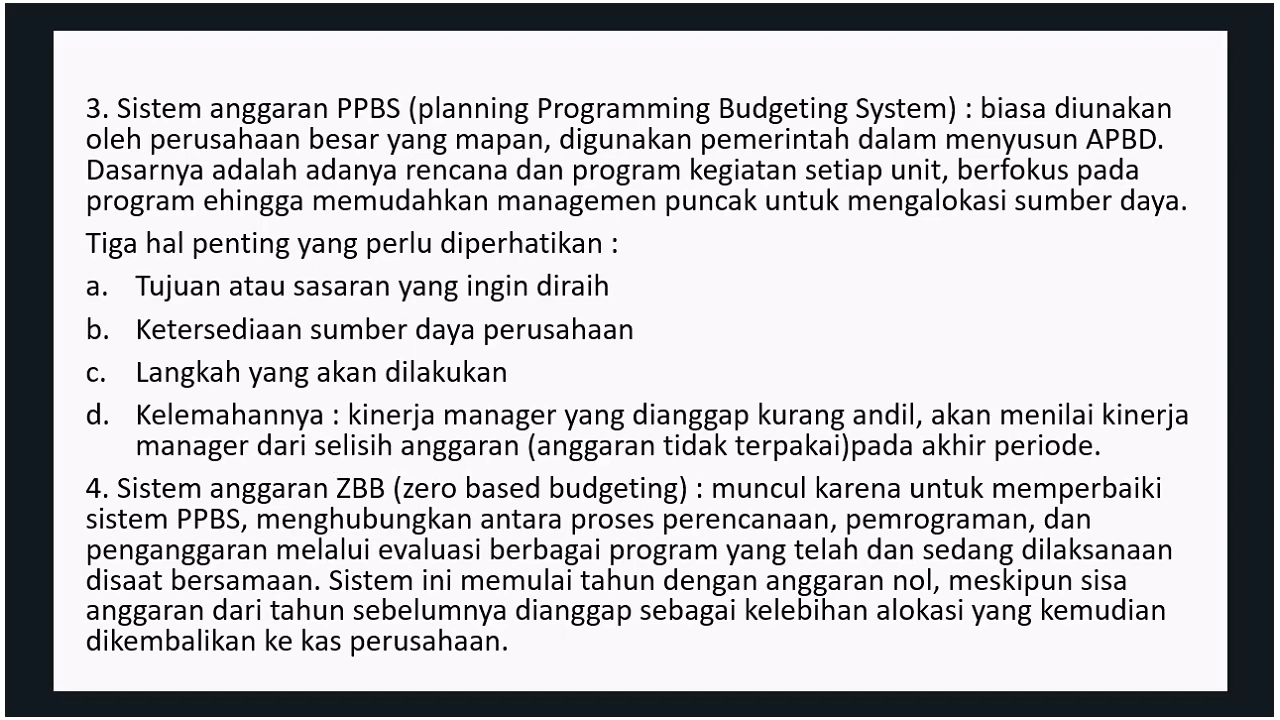 3. Sistem anggaran PPBS (planning Programming Budgeting System) : biasa diunakan
oleh perusahaan besar yang mapan, digunakan pemerintah dalam menyusun APBD.
Dasarnya adalah adanya rencana dan program kegiatan setiap unit, berfokus pada
program ehingga memudahkan managemen puncak untuk mengalokasi sumber daya.
Tiga hal penting yang perlu diperhatikan :
a. Tujuan atau sasaran yang ingin diraih
b. Ketersediaan sumber daya perusahaan
c. Langkah yang akan dilakukan
d. Kelemahannya : kinerja manager yang dianggap kurang andil, akan menilai kinerja
manager dari selisih anggaran (anggaran tidak terpakai)pada akhir periode.
4. Sistem anggaran ZBB (zero based budgeting) : muncul karena untuk memperbaiki
sistem PPBS, menghubungkan antara proses perencanaan, pemrograman, dan
penganggaran melalui evaluasi berbagai program yang telah dan sedang dilaksanaan
disaat bersamaan. Sistem ini memulai tahun dengan anggaran nol, meskipun sisa
anggaran dari tahun sebelumnya dianggap sebagai kelebihan alokasi yang kemudian
dikembalikan ke kas perusahaan.